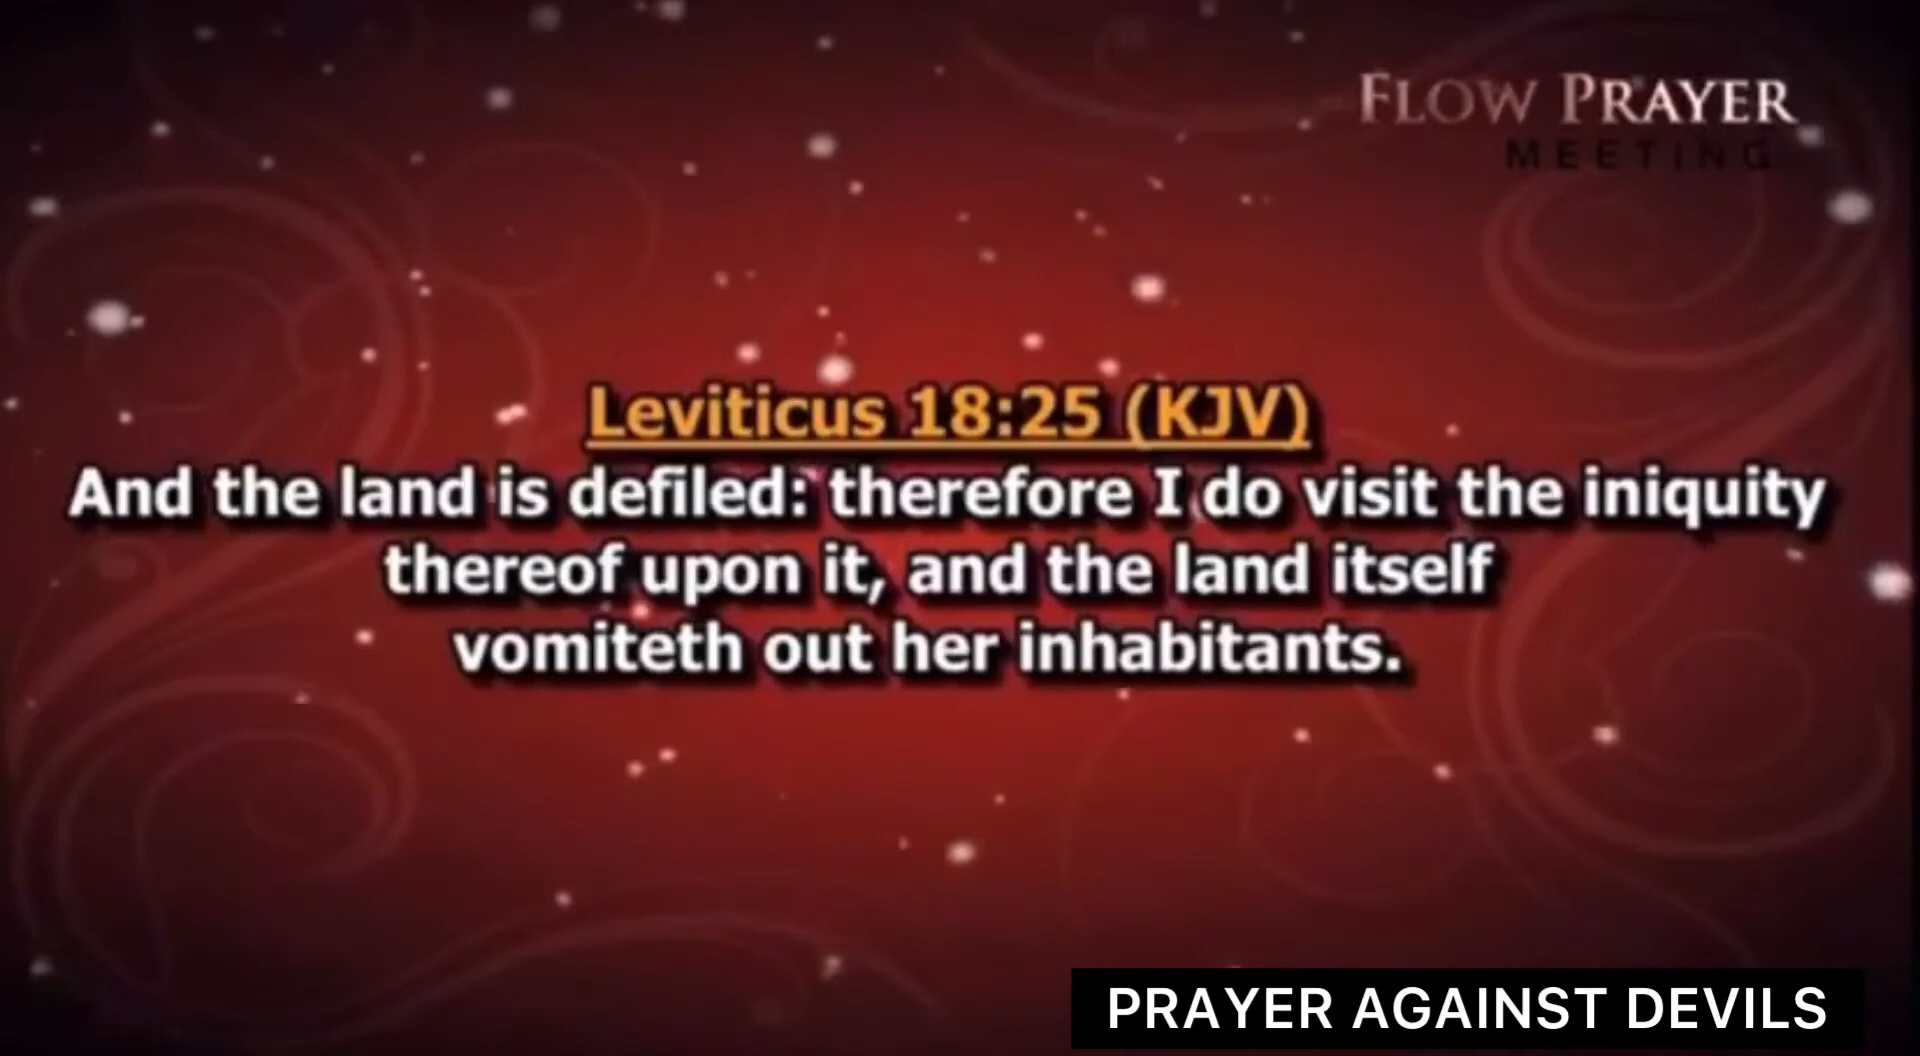 FLOW PRAYER
MEETING
Leviticus 18:25 (KJV)
And the land is defiled: therefore I do visit the iniquity
thereof upon it, and the land itself
vomiteth out her inhabitants.
PRAYER AGAINST DEVILS